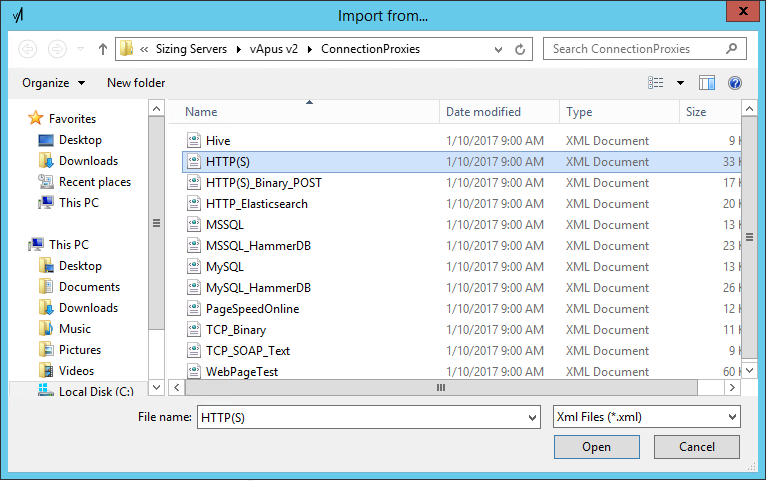 Import from...
« Sizing Servers ▸ vApus v2 ▸ ConnectionProxies
Search ConnectionProxies
Organize
New folder
Name Date modified Type Size
Favorites
Desktop
Downloads
Recent places
This PC
This PC
Desktop
Documents
Downloads
Music
Pictures
Videos
Local Disk (C:)
Hive 1/10/2017 9:00 AM XML Document 9 K
HTTP(S) 1/10/2017 9:00 AM XML Document 33 K
HTTP(S)_Binary_POST 1/10/2017 9:00 AM XML Document 17 K
HTTP_Elasticsearch 1/10/2017 9:00 AM XML Document 20 K
MSSQL 1/10/2017 9:00 AM XML Document 13 K
MSSQL_HammerDB 1/10/2017 9:00 AM XML Document 23 K
MySQL 1/10/2017 9:00 AM XML Document 13 K
MySQL_HammerDB 1/10/2017 9:00 AM XML Document 26 K
PageSpeedOnline 1/10/2017 9:00 AM XML Document 12 K
TCP_Binary 1/10/2017 9:00 AM XML Document 11 K
TCP_SOAP_Text 1/10/2017 9:00 AM XML Document 9 K
WebPageTest 1/10/2017 9:00 AM XML Document 60 K
File name: HTTP(S)
Xml Files (*.xml)
Open
Cancel